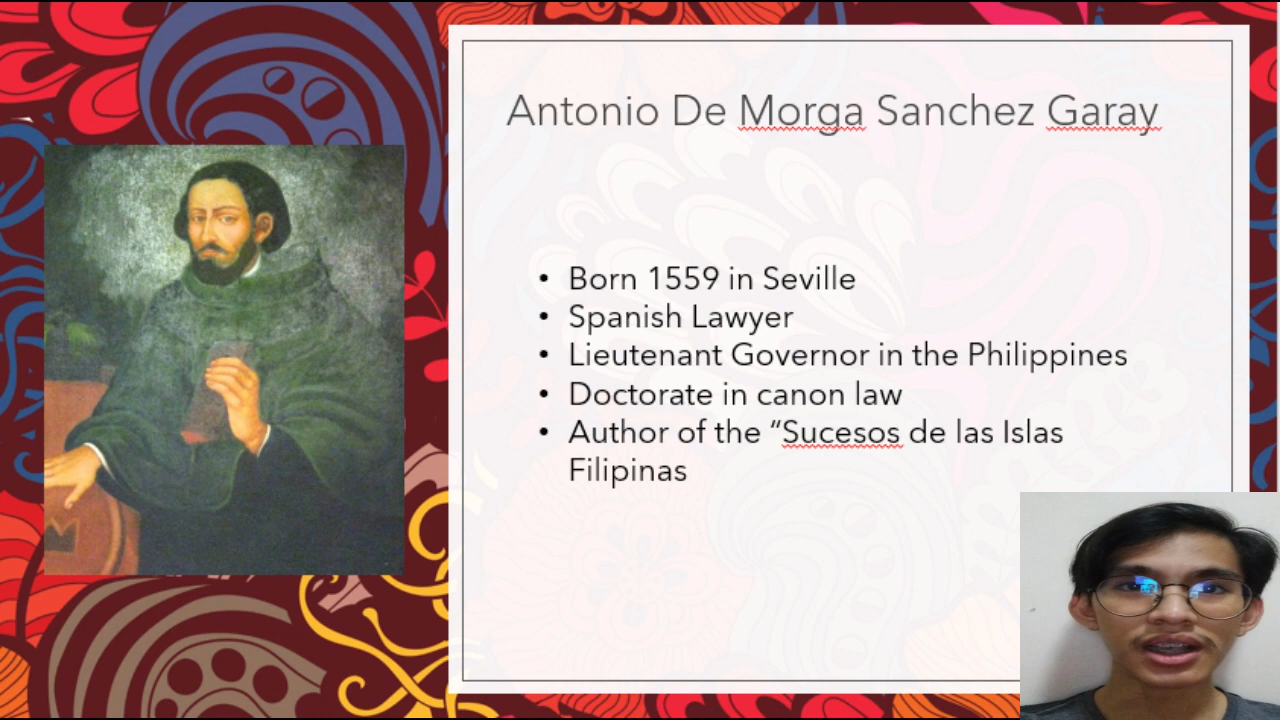 Antonio De Morga Sanchez Garay
• Born 1559 in Seville
• Spanish Lawyer
• Lieutenant Governor in the Philippines
• Doctorate in canon law
• Author of the “Sucesos de las Islas
Filipinas